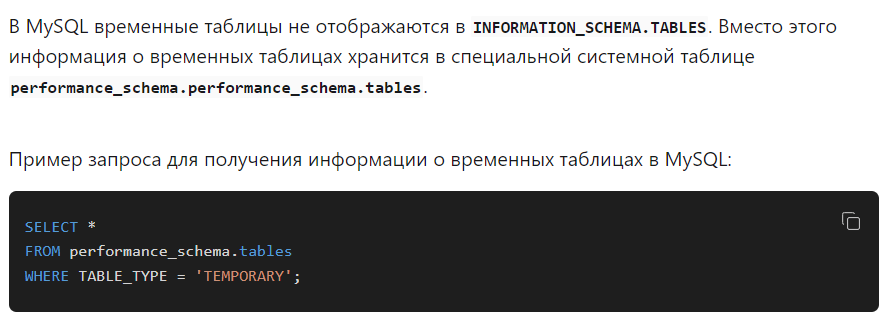 В MySQL временные таблицы не отображаются в INFORMATION_SCHEMA.TABLES. Вместо этого
информация о временных таблицах хранится в специальной системной таблице
performance_schema.performance_schema.tables.
Пример запроса для получения информации о временных таблицах в MySQL:
SELECT *
FROM performance_schema.tables
WHERE TABLE_TYPE = 'TEMPORARY';